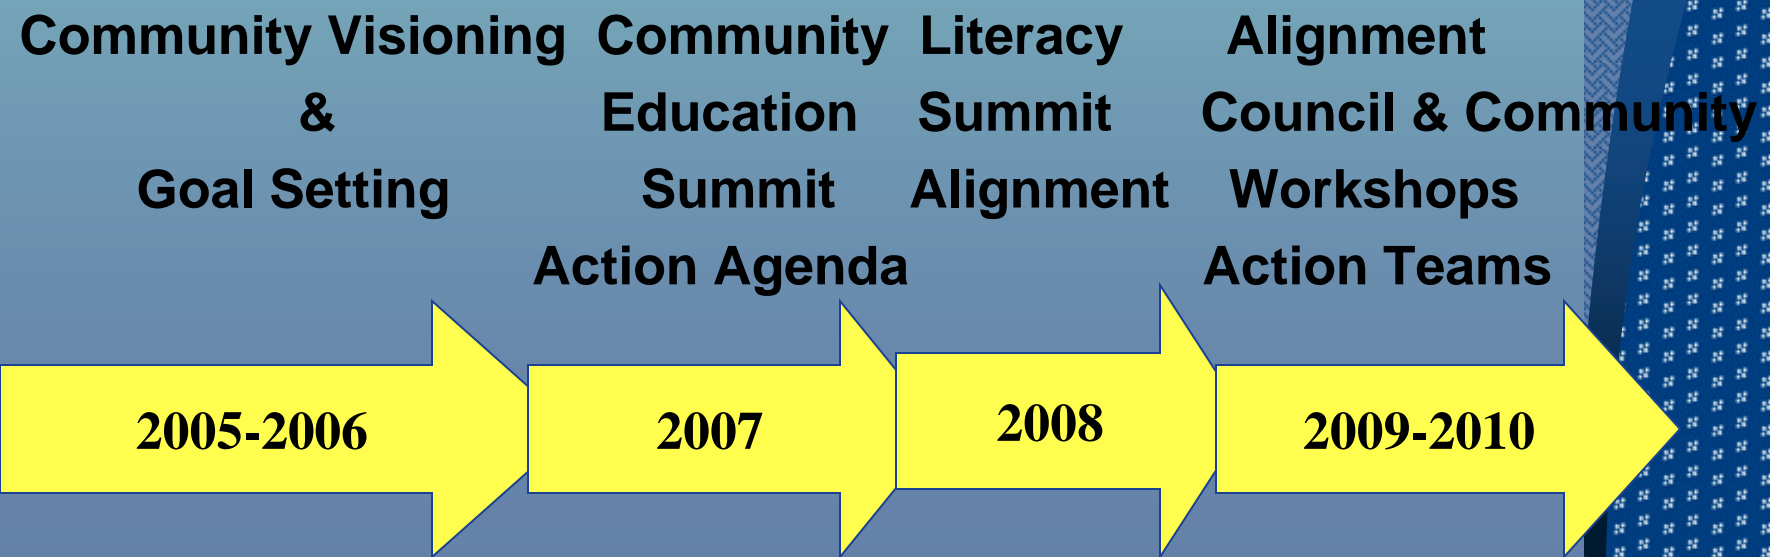 Community Visioning
&
Goal Setting
Community
Education
Summit
Action Agenda
Literacy
Summit
Alignment
Alignment
Council & Community
Workshops
Action Teams
2005-2006
2007
2008
2009-2010